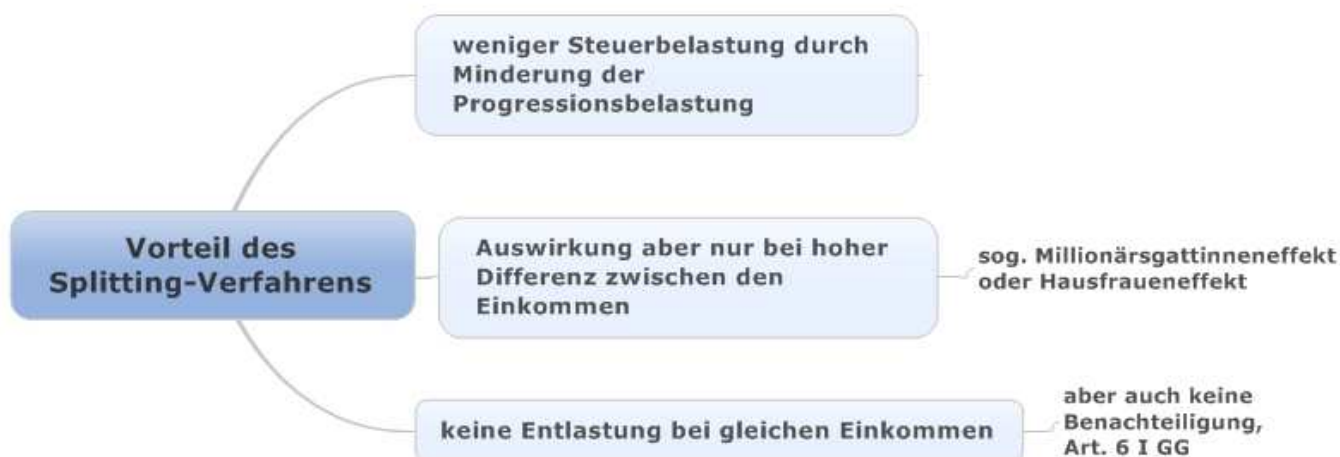 weniger Steuerbelastung durch
Minderung der
Progressionsbelastung
Vorteil des
Splitting-Verfahrens
Auswirkung aber nur bei hoher
Differenz zwischen den
Einkommen
sog. Millionärsgattinneneffekt
oder Hausfraueneffekt
keine Entlastung bei gleichen Einkommen
aber auch keine
Benachteiligung,
Art. 6 I GG